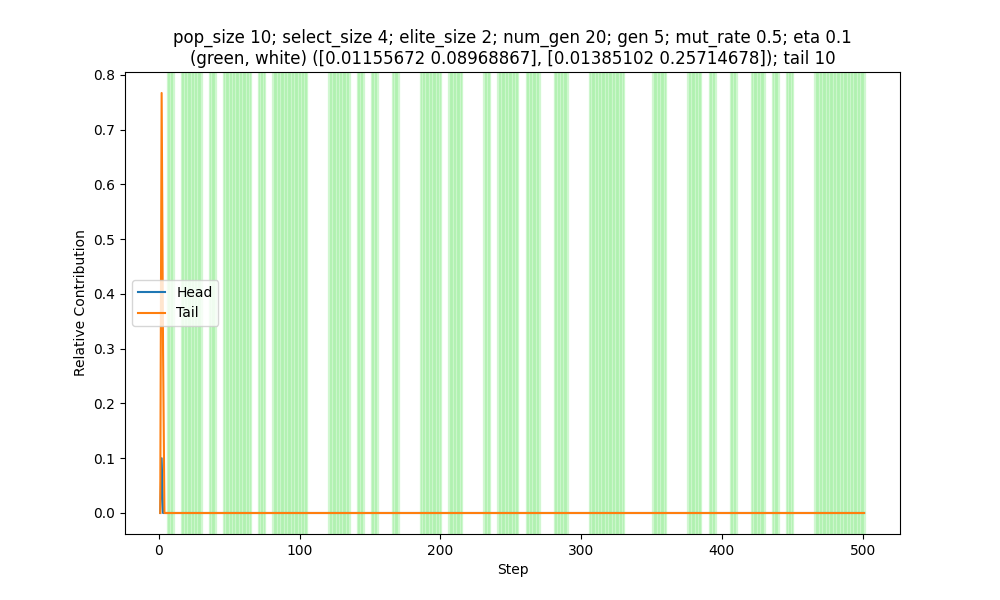 pop_size 10; select_size 4; elite_size 2; num_gen 20; gen 5; mut_rate 0.5; eta 0.1
(green, white) ([0.01155672 0.08968867], [0.01385102 0.25714678]); tail 10
Relative Contribution
0.8
0.7
0.6
0.5
0.4
0.3
0.2
0.1
0.0
Head
Tail
0 100 200 300 400 500
Step